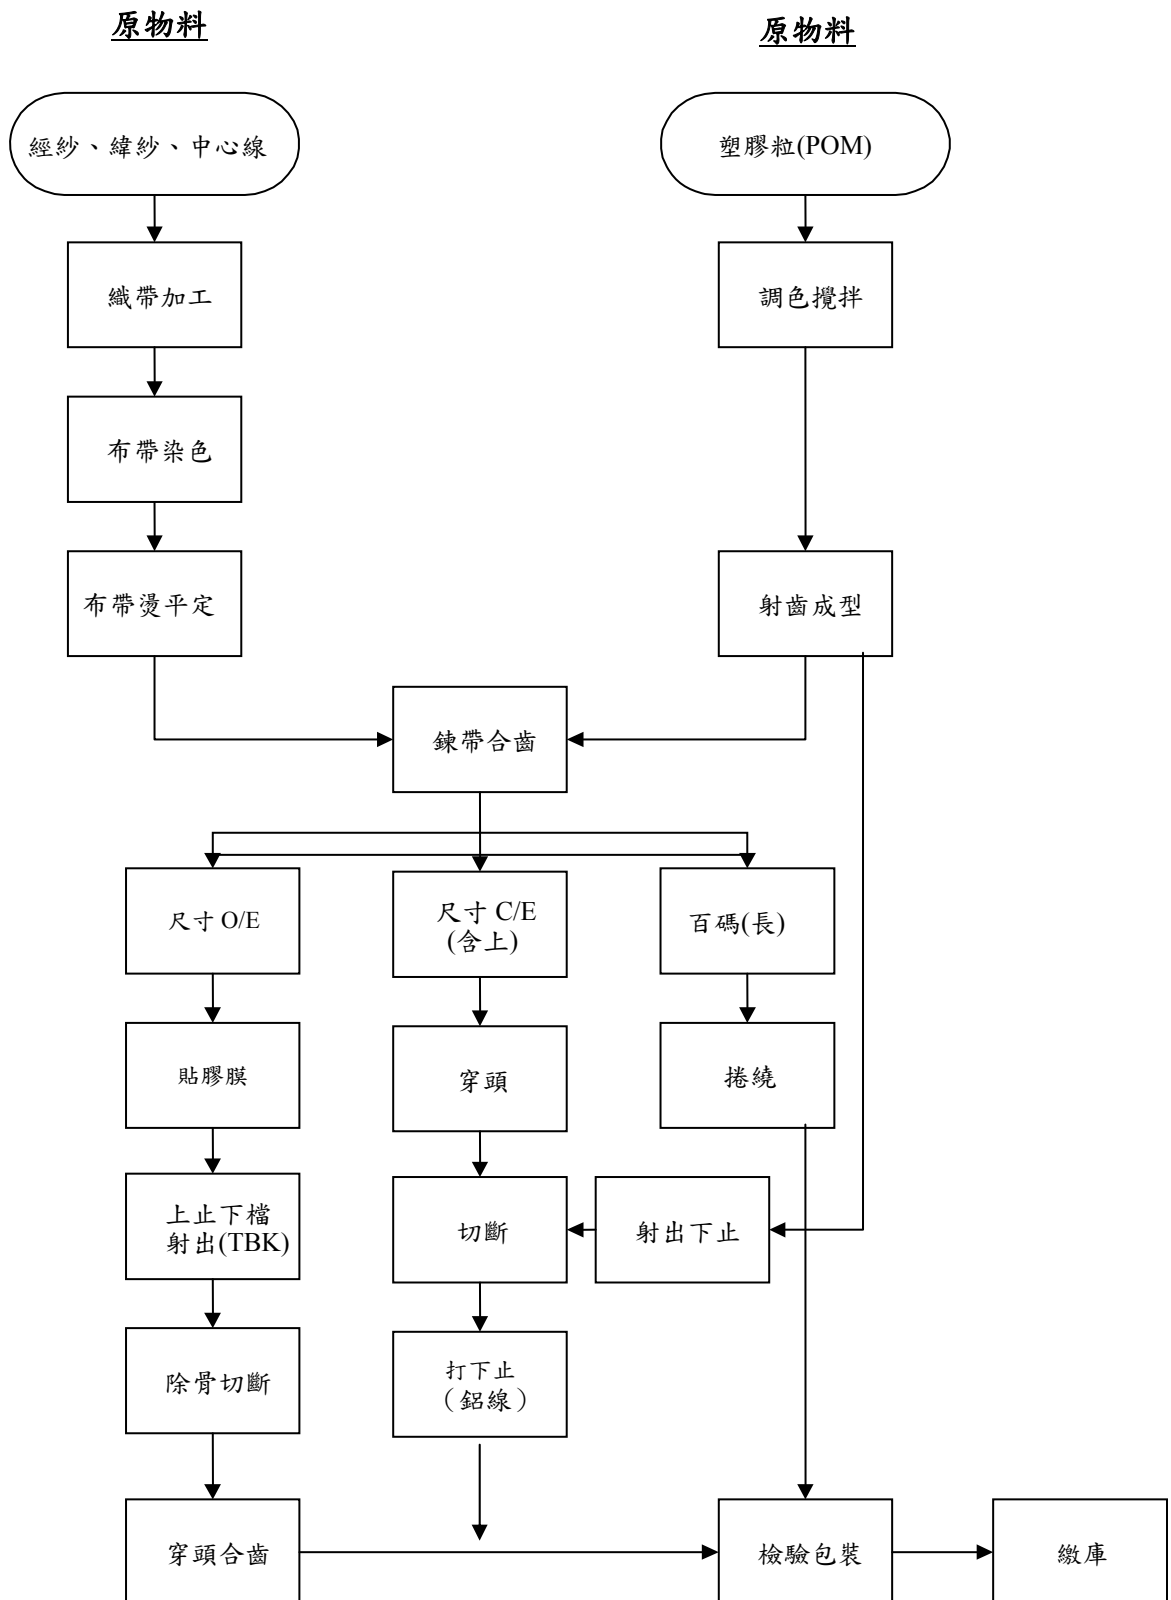 原物料
原物料
經紗、緯紗、中心線
塑膠粒(POM)
織帶加工
調色攪拌
布帶染色
布帶燙平定
射齒成型
鍊帶合齒
尺寸 O/E
尺寸 C/E
(含上)
百碼(長)
貼膠膜
穿頭
捲繞
上止下檔
射出(TBK)
切斷
射出下止
除骨切斷
打下止
（鋁線）
穿頭合齒
檢驗包裝
繳庫